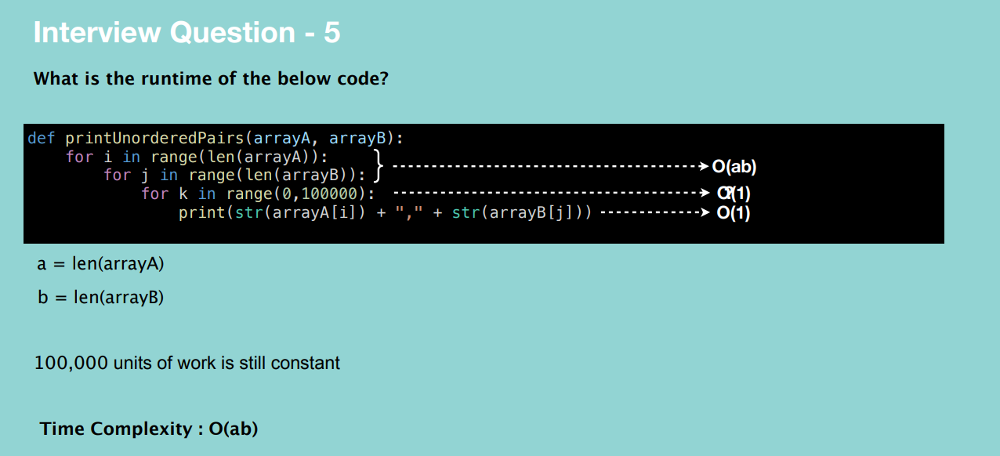 Interview Question - 5
What is the runtime of the below code?
def printUnorderedPairs(arrayA, arrayB):
for i in range(len(arrayA)):
for j in range(len(arrayB)):
O(ab)
for k in range(0,100000):
O(1)
print(str(arrayA[i]) + "," + str(arrayB[j]))
O(1)
a = len(arrayA)
b = len(arrayB)
100,000 units of work is still constant
Time Complexity : O(ab)